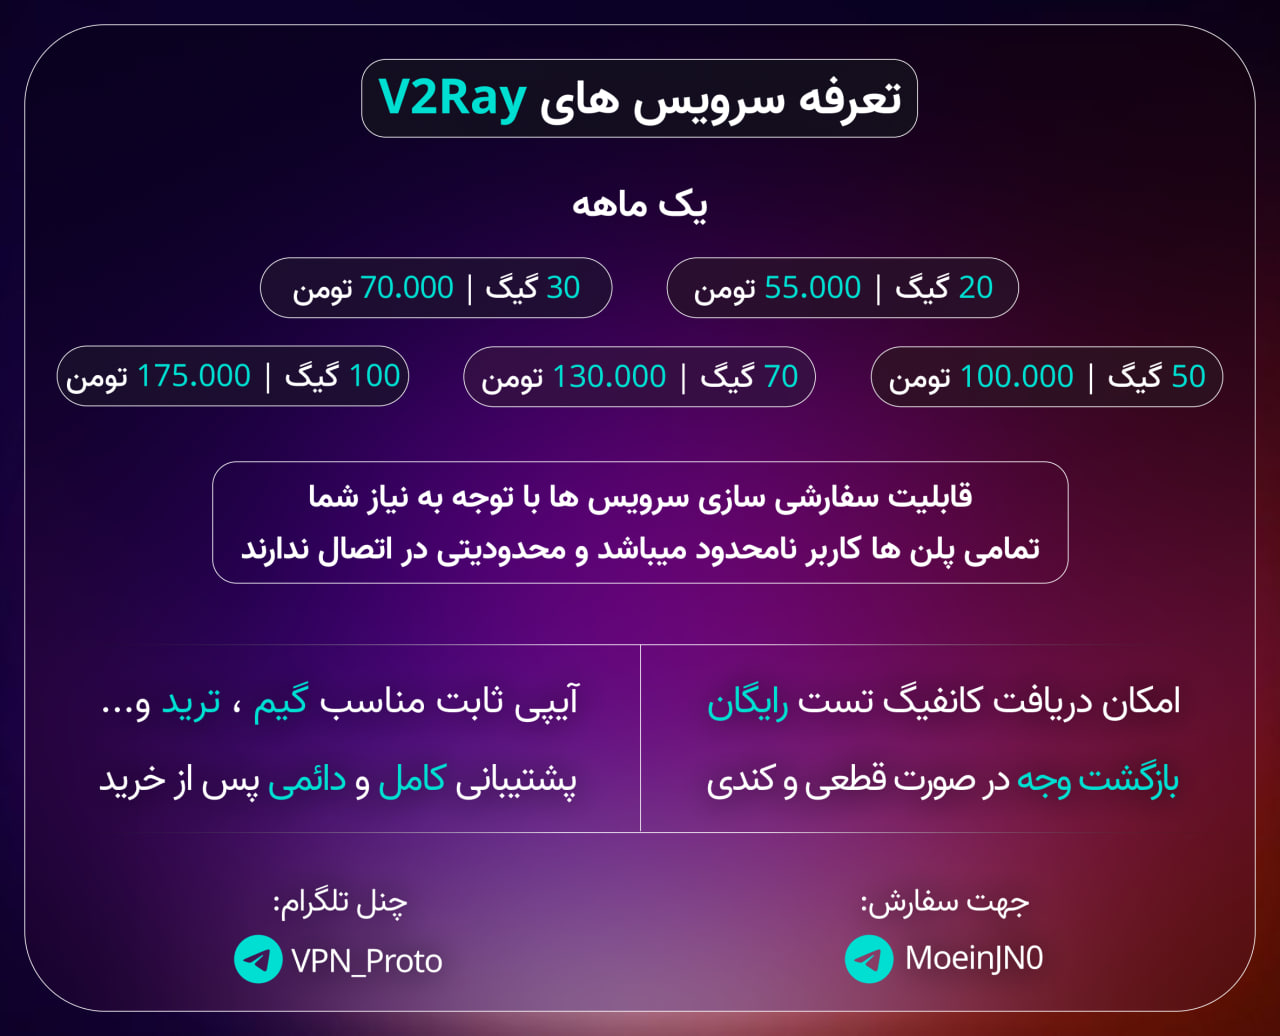 تعرفه سرویس های V2Ray
یک ماهه
20 گیگ | 55.000 تومن
30 گیگ | 70.000 تومن
50 گیگ | 100.000 تومن
70 گیگ | 130.000 تومن
100 گیگ | 175.000 تومن
قابلیت سفارشی سازی سرویس ها با توجه به نیاز شما
تمامی پلن ها کاربر نامحدود میباشد و محدودیتی در اتصال ندارند
امکان دریافت کانفیگ تست رایگان
بازگشت وجه در صورت قطعی و کندی
آیپی ثابت مناسب گیم ، ترید و...
پشتیبانی کامل و دائمی پس از خرید
جهت سفارش:
MoeinJN0
چنل تلگرام:
VPN_Proto